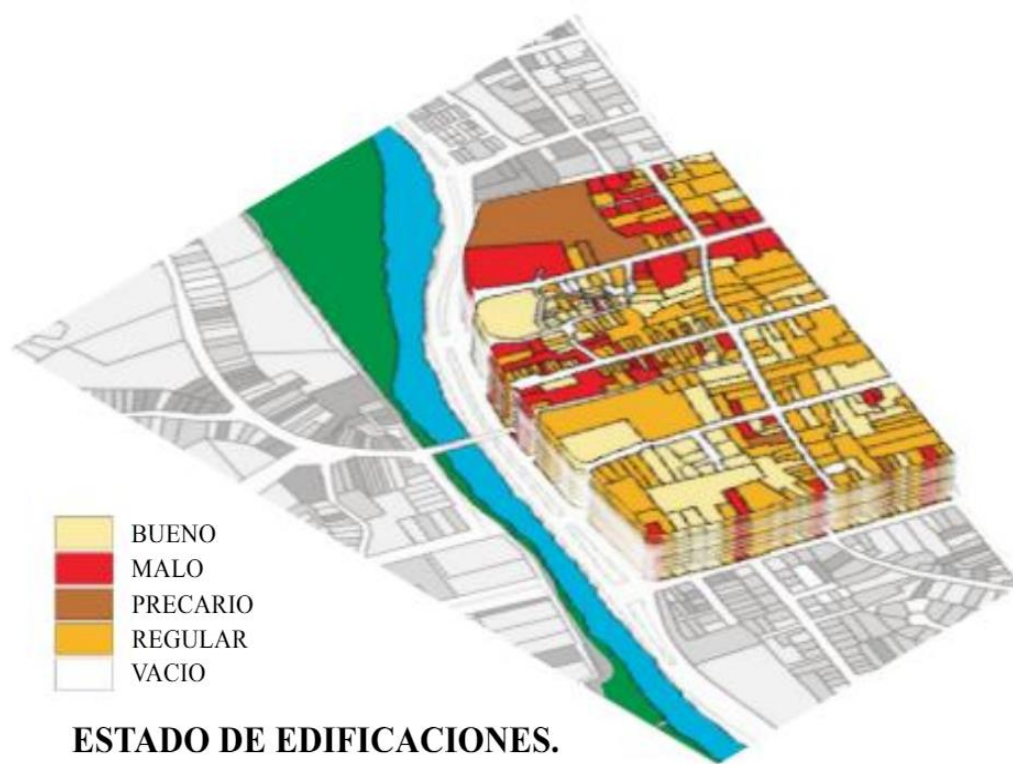 BUENO
MALO
PRECARIO
REGULAR
VACIO
ESTADO DE EDIFICACIONES.